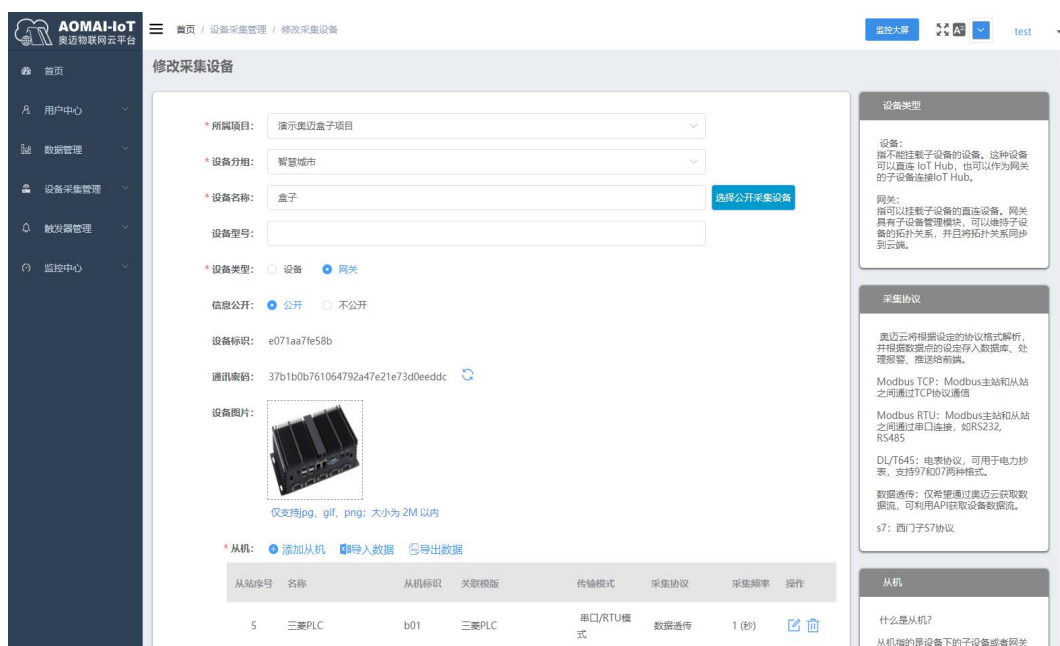 AOMAI-IoT
奥迈物联网云平台
首页 / 设备采集管理 / 修改采集设备
监控大屏
test
首页
用户中心
数据管理
设备采集管理
触发器管理
监控中心
修改采集设备
* 所属项目： 演示奥迈盒子项目
* 设备分组： 智慧城市
* 设备名称： 盒子 选择公开采集设备
设备型号：
* 设备类型： 设备 网关
信息公开： 公开 不公开
设备标识： e071aa7fe58b
通讯密码： 37b1b0b761064792a47e21e73d0eeddc
设备图片：
仅支持jpg、gif、png；大小为 2M 以内
* 从机： 添加从机 导入数据 导出数据
从站序号 名称 从机标识 关联模版 传输模式 采集协议 采集频率 操作
5 三菱PLC b01 三菱PLC 串口/RTU模式 数据透传 1 (秒)
设备类型
设备：
指不能挂载子设备的设备。这种设备
可以直连 IoT Hub，也可以作为网关
的子设备连接IoT Hub。
网关：
指可以挂载子设备的直连设备。网关
具有子设备管理模块，可以维持子设
备的拓扑关系，并且将拓扑关系同步
到云端。
采集协议
奥迈云将根据设定的协议格式解析，
并根据数据点的设定存入数据库、处
理报警、推送给前端。
Modbus TCP：Modbus主站和从站
之间通过TCP协议通信
Modbus RTU：Modbus主站和从站
之间通过串口连接，如RS232,
RS485
DL/T645：电表协议，可用于电力抄
表，支持97和07两种格式。
数据透传：仅希望通过奥迈云获取数
据流，可利用API获取设备数据流。
s7：西门子S7协议
从机
什么是从机?
从机指的是设备下的子设备或者网关